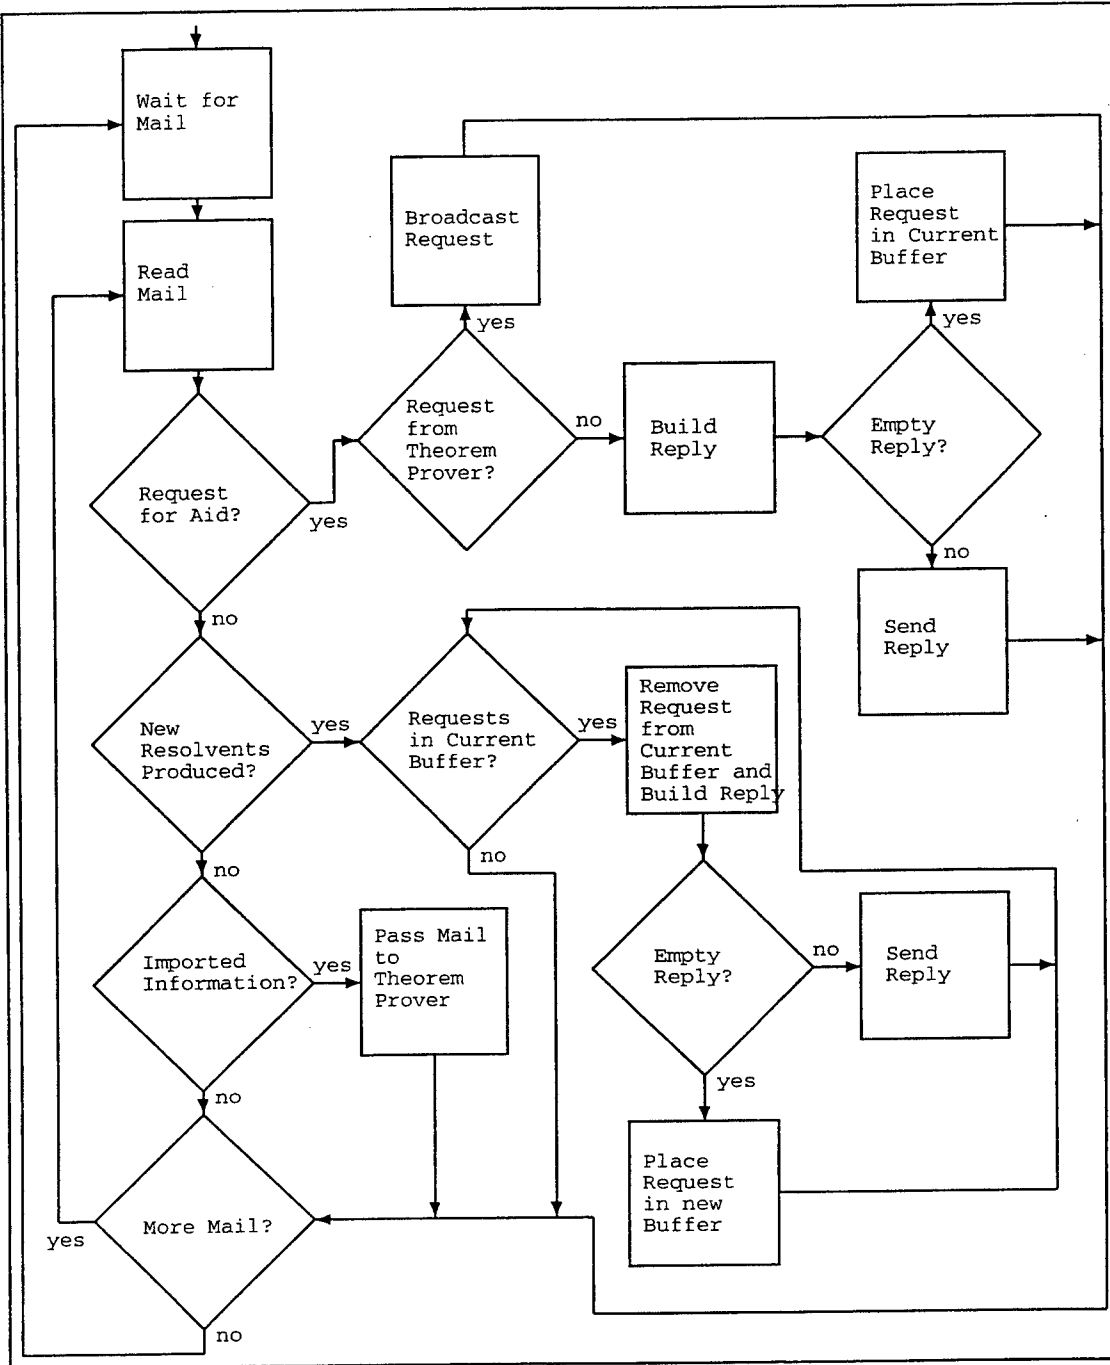 Wait for
Mail
Read
Mail
Request
for Aid?
yes
no
Broadcast
Request
yes
Request
from
Theorem
Prover?
no
Build
Reply
Empty
Reply?
yes
Place
Request
in Current
Buffer
no
Send
Reply
New
Resolvents
Produced?
yes
no
Requests
in Current
Buffer?
yes
no
Remove
Request
from
Current
Buffer and
Build Reply
Empty
Reply?
no
Send
Reply
yes
Place
Request
in new
Buffer
Imported
Information?
yes
no
Pass Mail
to
Theorem
Prover
More Mail?
yes
no